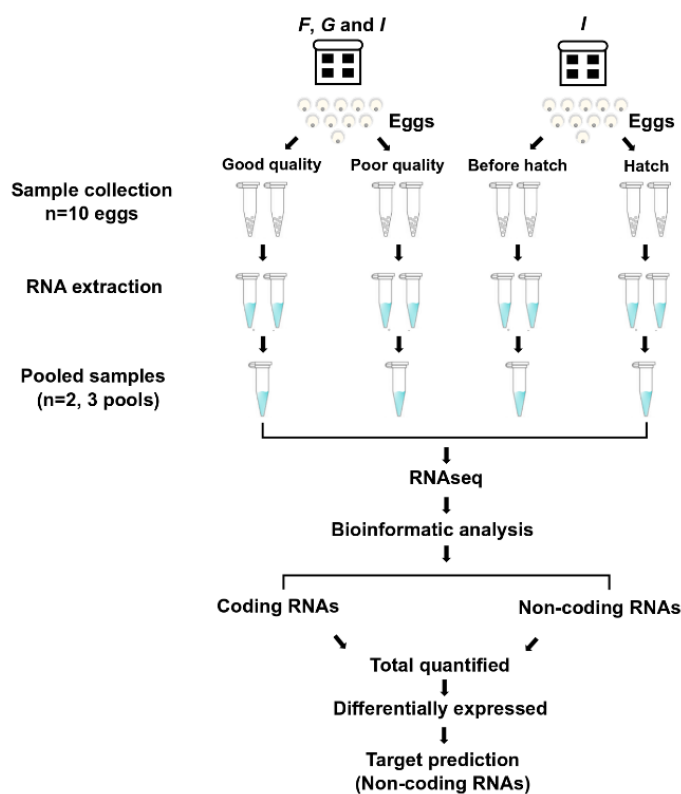 F, G and I
I
Eggs
Eggs
Good quality
Poor quality
Before hatch
Hatch
Sample collection
n=10 eggs
RNA extraction
Pooled samples
(n=2, 3 pools)
RNAseq
Bioinformatic analysis
Coding RNAs
Non-coding RNAs
Total quantified
Differentially expressed
Target prediction
(Non-coding RNAs)